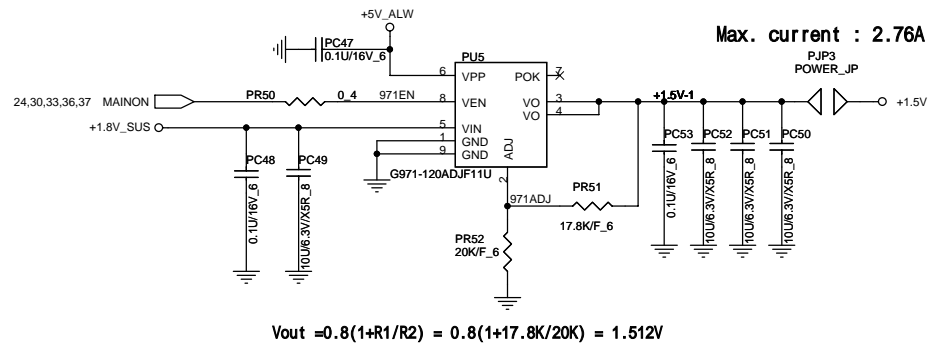 +5V_ALW
Max. current : 2.76A
PC47
0.1U/16V_6
PU5
PJP3
POWER_JP
6 VPP POK 7
24,30,33,36,37 MAINON PR50 0_4 971EN 8 VEN VO 3 +1.5V-1 +1.5V
VO 4
+1.8V_SUS 5 VIN
1 GND
9 GND
ADJ
2
G971-120ADJF11U
PC48
0.1U/16V_6
PC49
10U/6.3V/X5R_8
PC53
0.1U/16V_6
PC52
10U/6.3V/X5R_8
PC51
10U/6.3V/X5R_8
PC50
10U/6.3V/X5R_8
971ADJ
PR51
17.8K/F_6
PR52
20K/F_6
Vout =0.8(1+R1/R2) = 0.8(1+17.8K/20K) = 1.512V